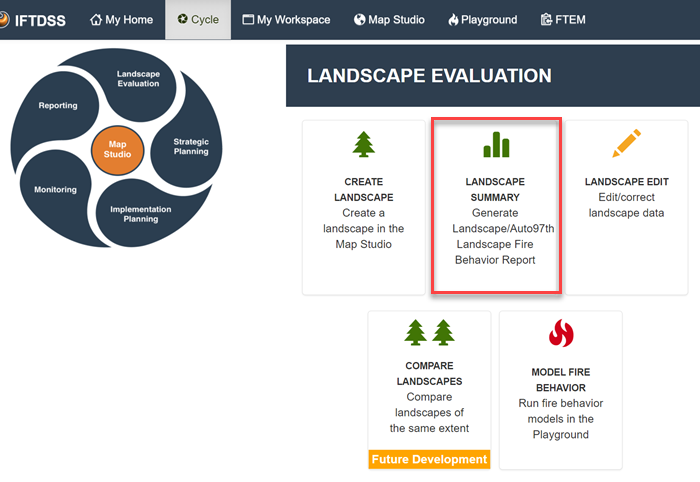 IFTDSS
My Home
Cycle
My Workspace
Map Studio
Playground
FTEM
Landscape
Evaluation
Reporting
Strategic
Planning
Map
Studio
Monitoring
Implementation
Planning
LANDSCAPE EVALUATION
CREATE
LANDSCAPE
Create a
landscape in the
Map Studio
LANDSCAPE
SUMMARY
Generate
Landscape/Auto97th
Landscape Fire
Behavior Report
LANDSCAPE EDIT
Edit/correct
landscape data
COMPARE
LANDSCAPES
Compare
landscapes of
the same extent
Future Development
MODEL FIRE
BEHAVIOR
Run fire behavior
models in the
Playground